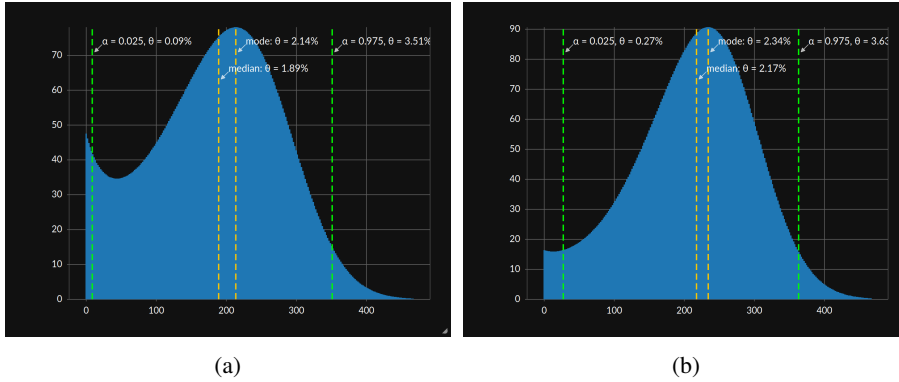 α = 0.025, θ = 0.09%
mode: θ = 2.14%
α = 0.975, θ = 3.51%
median: θ = 1.89%
70
60
50
40
30
20
10
0
0 100 200 300 400
(a)
α = 0.025, θ = 0.27%
mode: θ = 2.34%
α = 0.975, θ = 3.63
median: θ = 2.17%
90
80
70
60
50
40
30
20
10
0
0 100 200 300 400
(b)